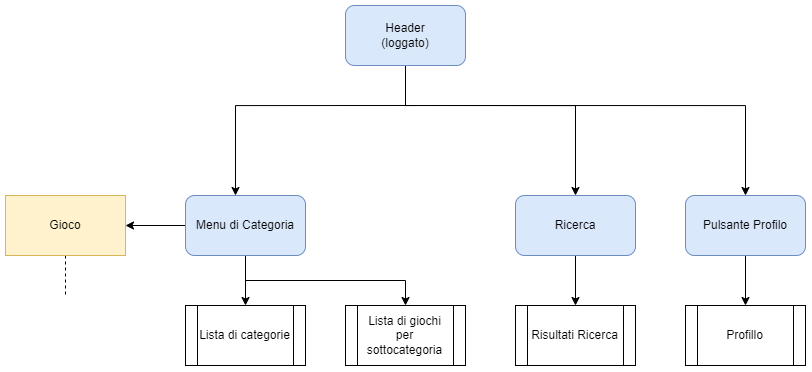 Header
(loggato)
Gioco
Menu di Categoria
Ricerca
Pulsante Profilo
Lista di categorie
Lista di giochi
per
sottocategoria
Risultati Ricerca
Profillo